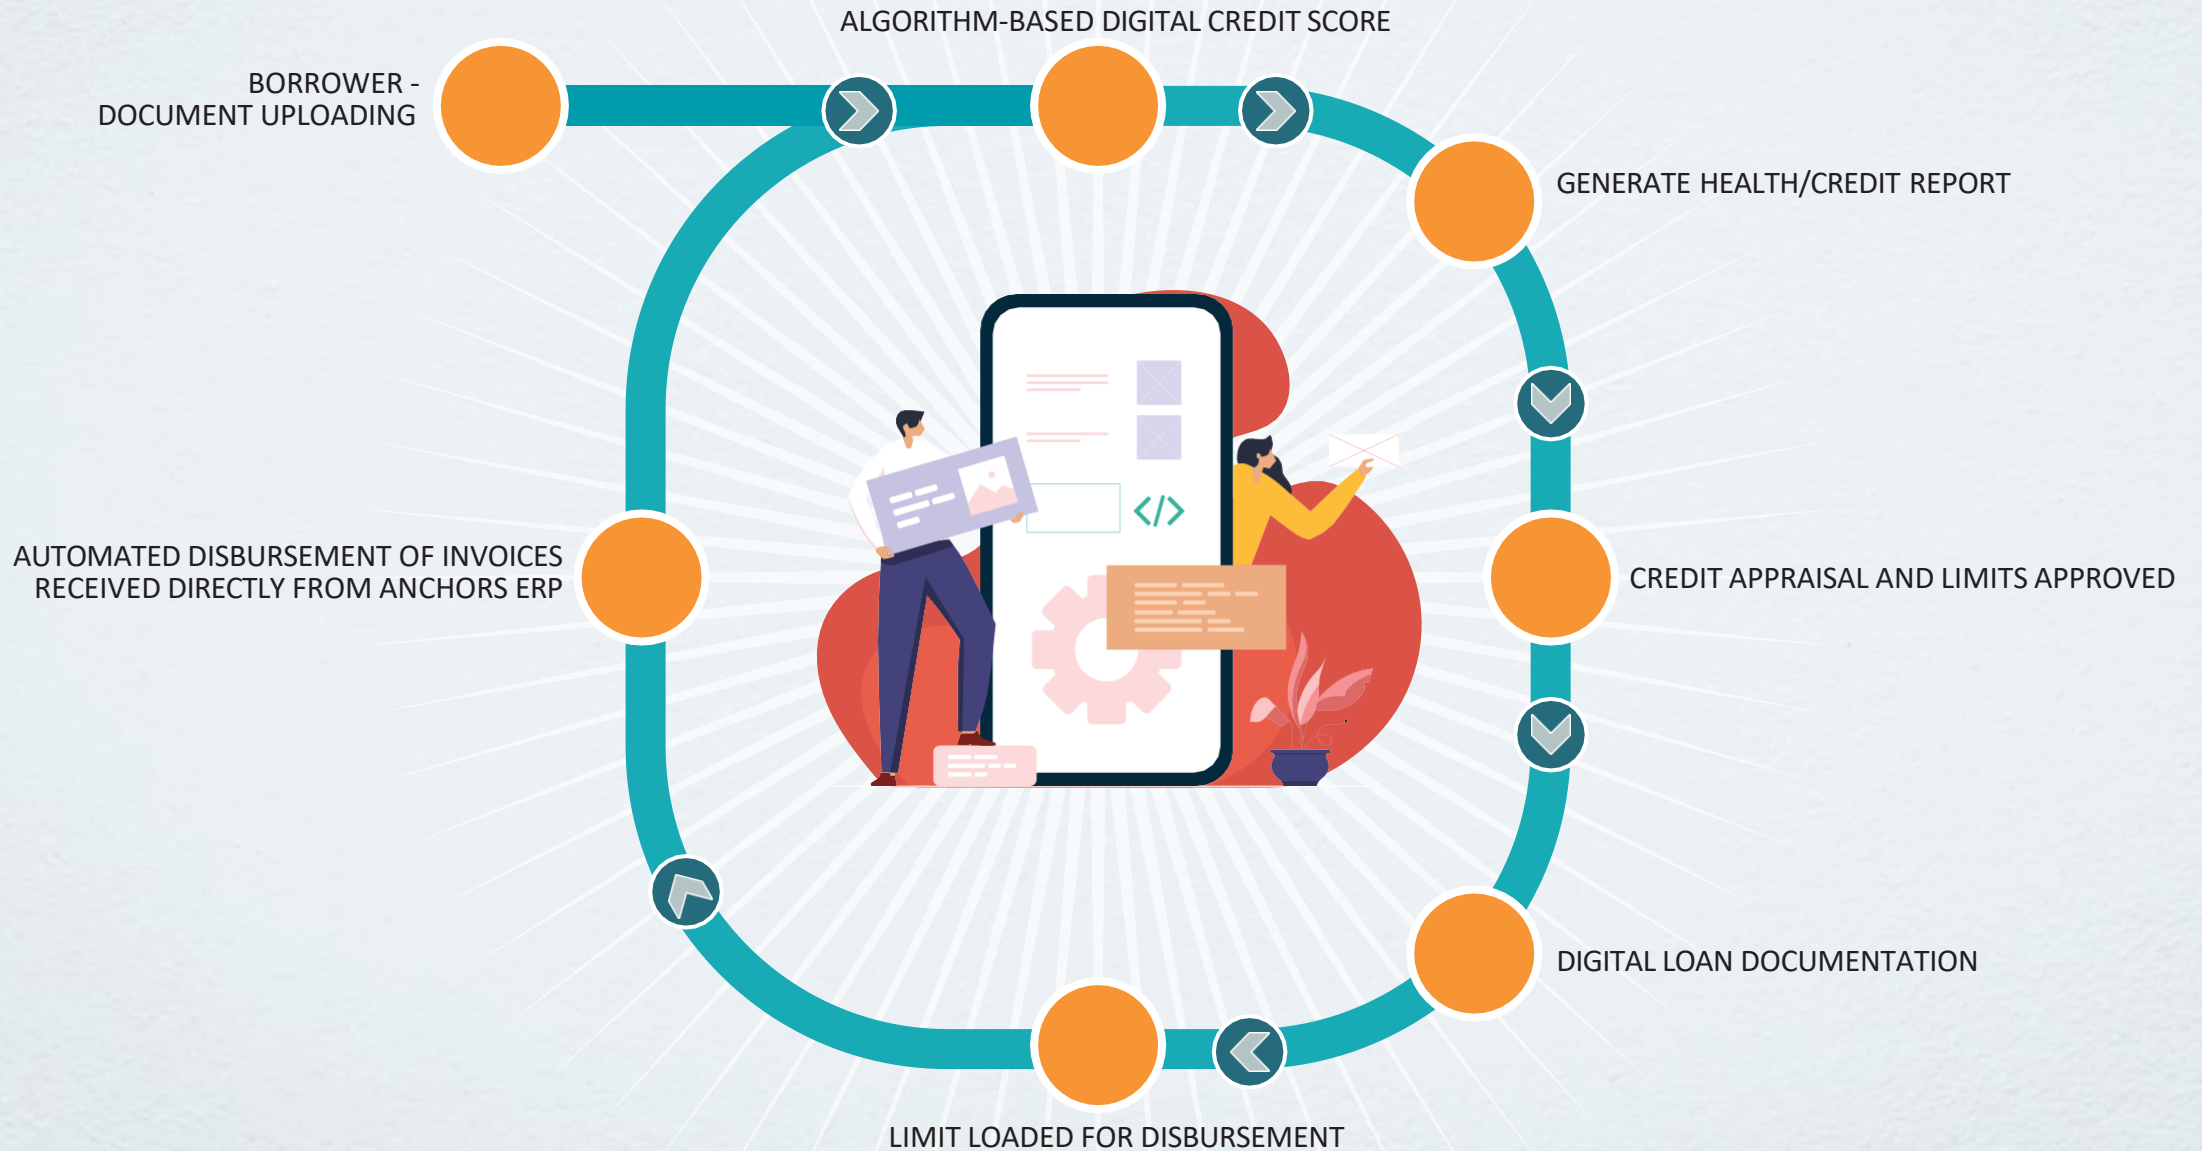 ALGORITHM-BASED DIGITAL CREDIT SCORE
BORROWER -
DOCUMENT UPLOADING
GENERATE HEALTH/CREDIT REPORT
AUTOMATED DISBURSEMENT OF INVOICES
RECEIVED DIRECTLY FROM ANCHORS ERP
CREDIT APPRAISAL AND LIMITS APPROVED
DIGITAL LOAN DOCUMENTATION
LIMIT LOADED FOR DISBURSEMENT